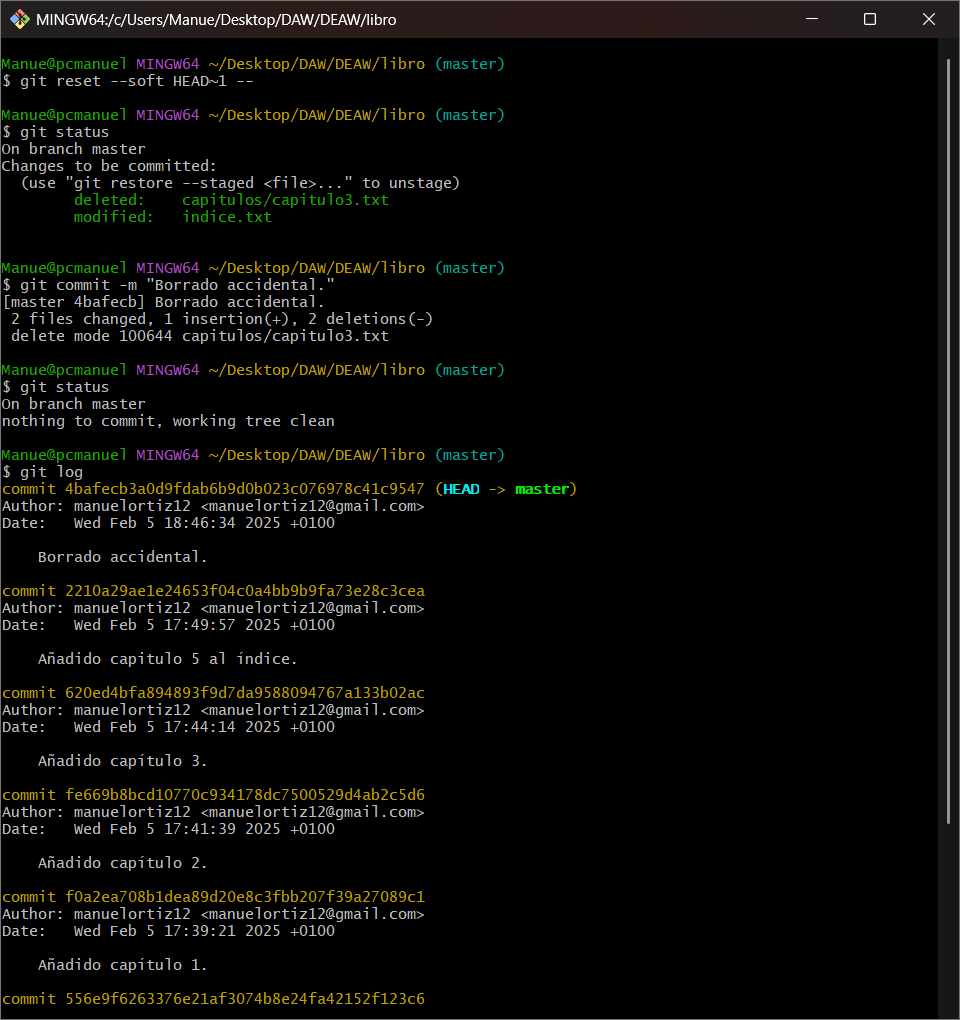 MINGW64:/c/Users/Manue/Desktop/DAW/DEAW/libro
Manue@pcmanuel MINGW64 ~/Desktop/DAW/DEAW/libro (master)
$ git reset --soft HEAD~1 --
Manue@pcmanuel MINGW64 ~/Desktop/DAW/DEAW/libro (master)
$ git status
On branch master
Changes to be committed:
  (use "git restore --staged <file>..." to unstage)
        deleted:    capitulos/capitulo3.txt
        modified:   indice.txt
Manue@pcmanuel MINGW64 ~/Desktop/DAW/DEAW/libro (master)
$ git commit -m "Borrado accidental."
[master 4bafecb] Borrado accidental.
 2 files changed, 1 insertion(+), 2 deletions(-)
 delete mode 100644 capitulos/capitulo3.txt
Manue@pcmanuel MINGW64 ~/Desktop/DAW/DEAW/libro (master)
$ git status
On branch master
nothing to commit, working tree clean
Manue@pcmanuel MINGW64 ~/Desktop/DAW/DEAW/libro (master)
$ git log
commit 4bafecb3a0d9fdab6b9d0b023c076978c41c9547 (HEAD -> master)
Author: manuelortiz12 <manuelortiz12@gmail.com>
Date:   Wed Feb 5 18:46:34 2025 +0100
    Borrado accidental.
commit 2210a29ae1e24653f04c0a4bb9b9fa73e28c3cea
Author: manuelortiz12 <manuelortiz12@gmail.com>
Date:   Wed Feb 5 17:49:57 2025 +0100
    Añadido capitulo 5 al índice.
commit 620ed4bfa894893f9d7da9588094767a133b02ac
Author: manuelortiz12 <manuelortiz12@gmail.com>
Date:   Wed Feb 5 17:44:14 2025 +0100
    Añadido capítulo 3.
commit fe669b8bcd10770c934178dc7500529d4ab2c5d6
Author: manuelortiz12 <manuelortiz12@gmail.com>
Date:   Wed Feb 5 17:41:39 2025 +0100
    Añadido capítulo 2.
commit f0a2ea708b1dea89d20e8c3fbb207f39a27089c1
Author: manuelortiz12 <manuelortiz12@gmail.com>
Date:   Wed Feb 5 17:39:21 2025 +0100
    Añadido capítulo 1.
commit 556e9f6263376e21af3074b8e24fa42152f123c6